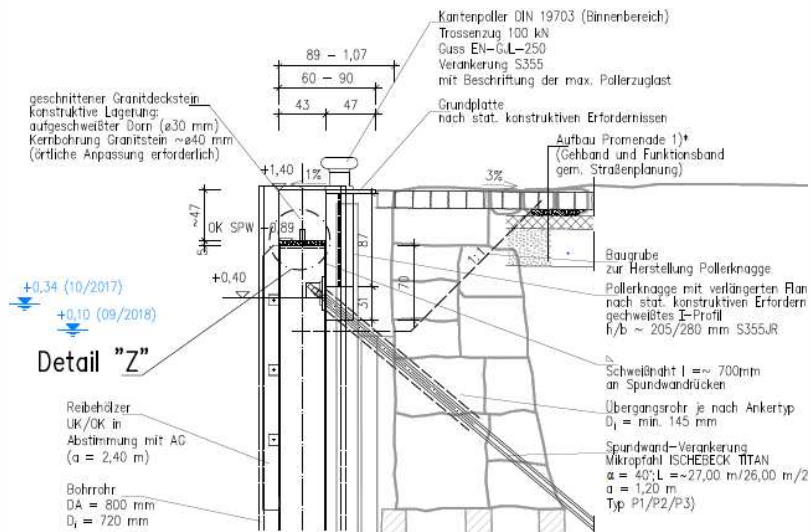 Kantenpoller DIN 19703 (Binnenbereich)
Trossenzug 100 kN
Guss EN-GJL-250
Verankerung S355
mit Beschriftung der max. Pollerzuglast
Grundplatte
nach stat. konstruktiven Erfordernissen
Aufbau Promenade 1)*
(Gehband und Funktionsband
gem. Straßenplanung)
89 - 1,07
60 - 90
43
47
geschnittener Granitdeckstein
konstruktive Lagerung:
aufgeschweißter Dorn (ø30 mm)
Kernbohrung Granitstein ~ø40 mm
(örtliche Anpassung erforderlich)
+1,40
1%
3%
~47
OK SPW +0,89
5
87
70
1:1
31
+0,40
+0,34 (10/2017)
+0,10 (09/2018)
Detail "Z"
Baugrube
zur Herstellung Pollerknagge
Pollerknagge mit verlängerten Flan
nach stat. konstruktiven Erfordern
gechweißtes I-Profil
h/b ~ 205/280 mm S355JR
Schweißnaht l =~ 700mm
an Spundwandrücken
Übergangsrohr je nach Ankertyp
Di = min. 145 mm
Spundwand-Verankerung
Mikropfahl ISCHEBECK TITAN
α = 40°; L =~27,00 m/26,00 m/2
a = 1,20 m
Typ P1/P2/P3)
Reibehölzer
UK/OK in
Abstimmung mit AG
(a = 2,40 m)
Bohrrohr
DA = 800 mm
Di = 720 mm